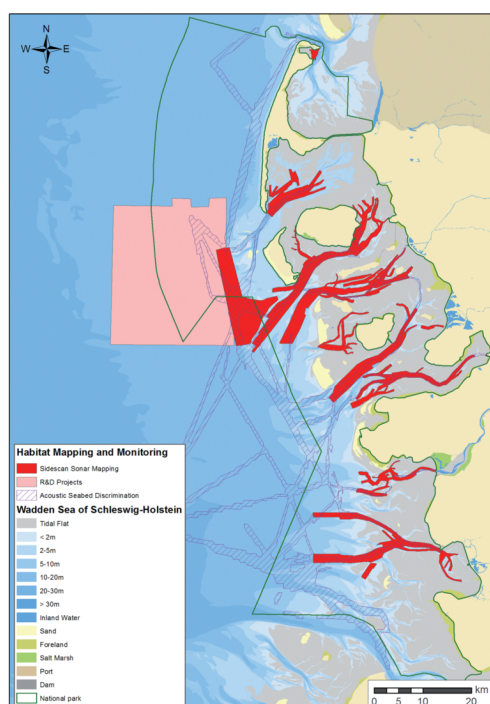 N
W E
S
Habitat Mapping and Monitoring
Sidescan Sonar Mapping
R&D Projects
Acoustic Seabed Discrimination
Wadden Sea of Schleswig-Holstein
Tidal Flat
< 2m
2-5m
5-10m
10-20m
20-30m
> 30m
Inland Water
Sand
Foreland
Salt Marsh
Port
Dam
National park
km
0 5 10 20